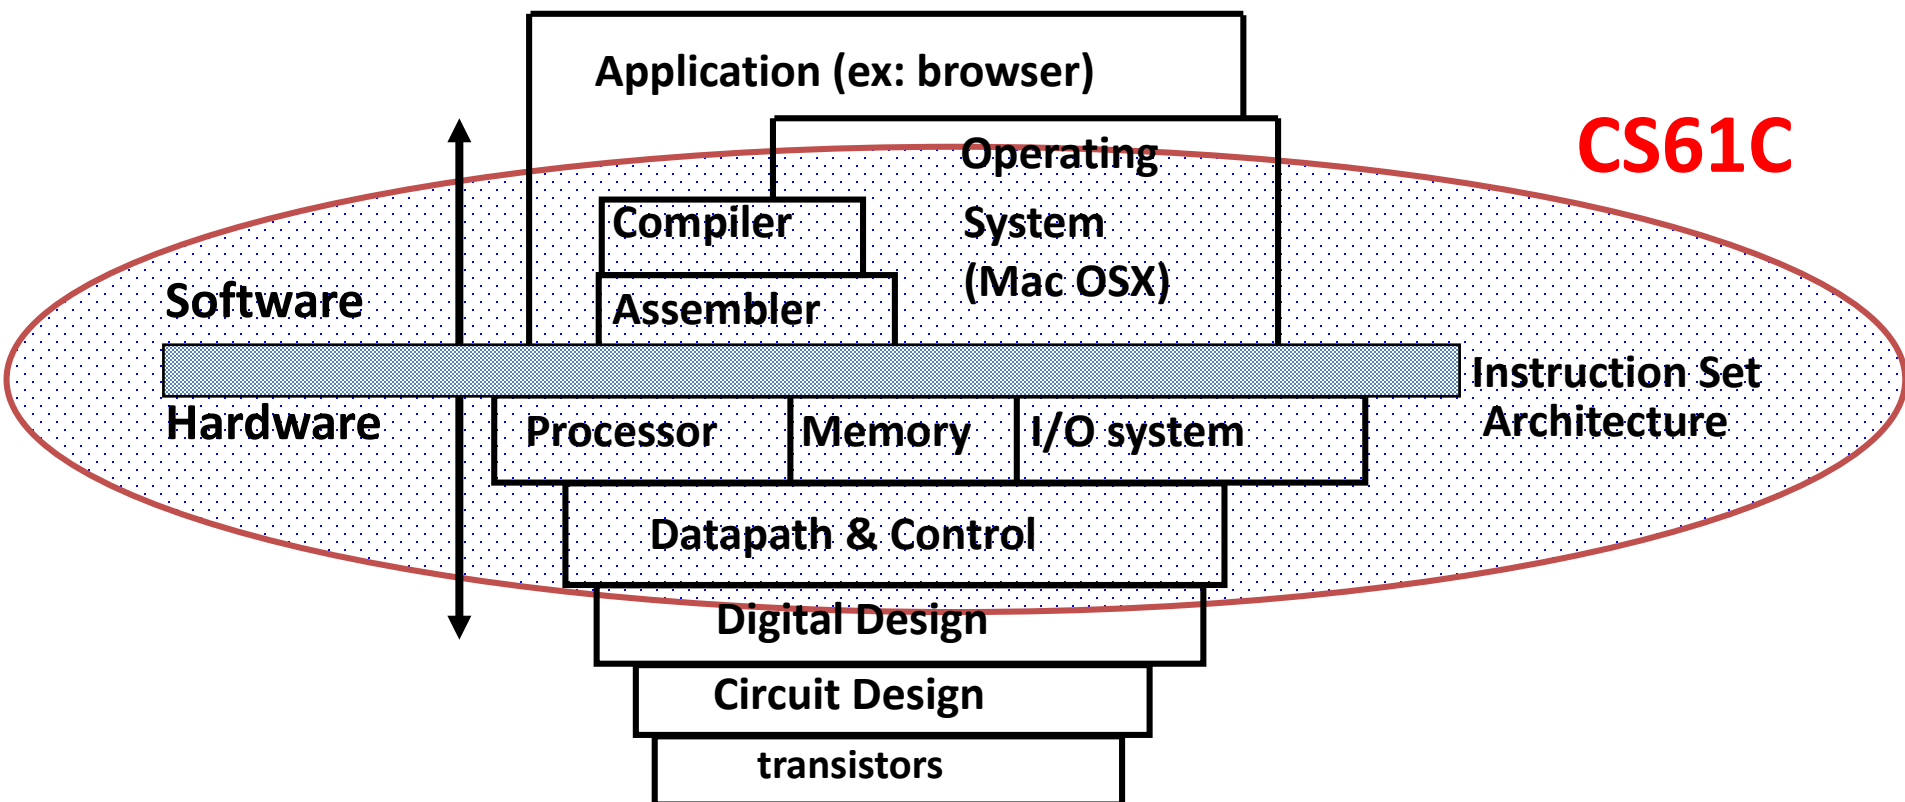 Application (ex: browser)
CS61C
Operating
System
(Mac OSX)
Compiler
Assembler
Software
Hardware
Instruction Set
Architecture
Processor
Memory
I/O system
Datapath & Control
Digital Design
Circuit Design
transistors